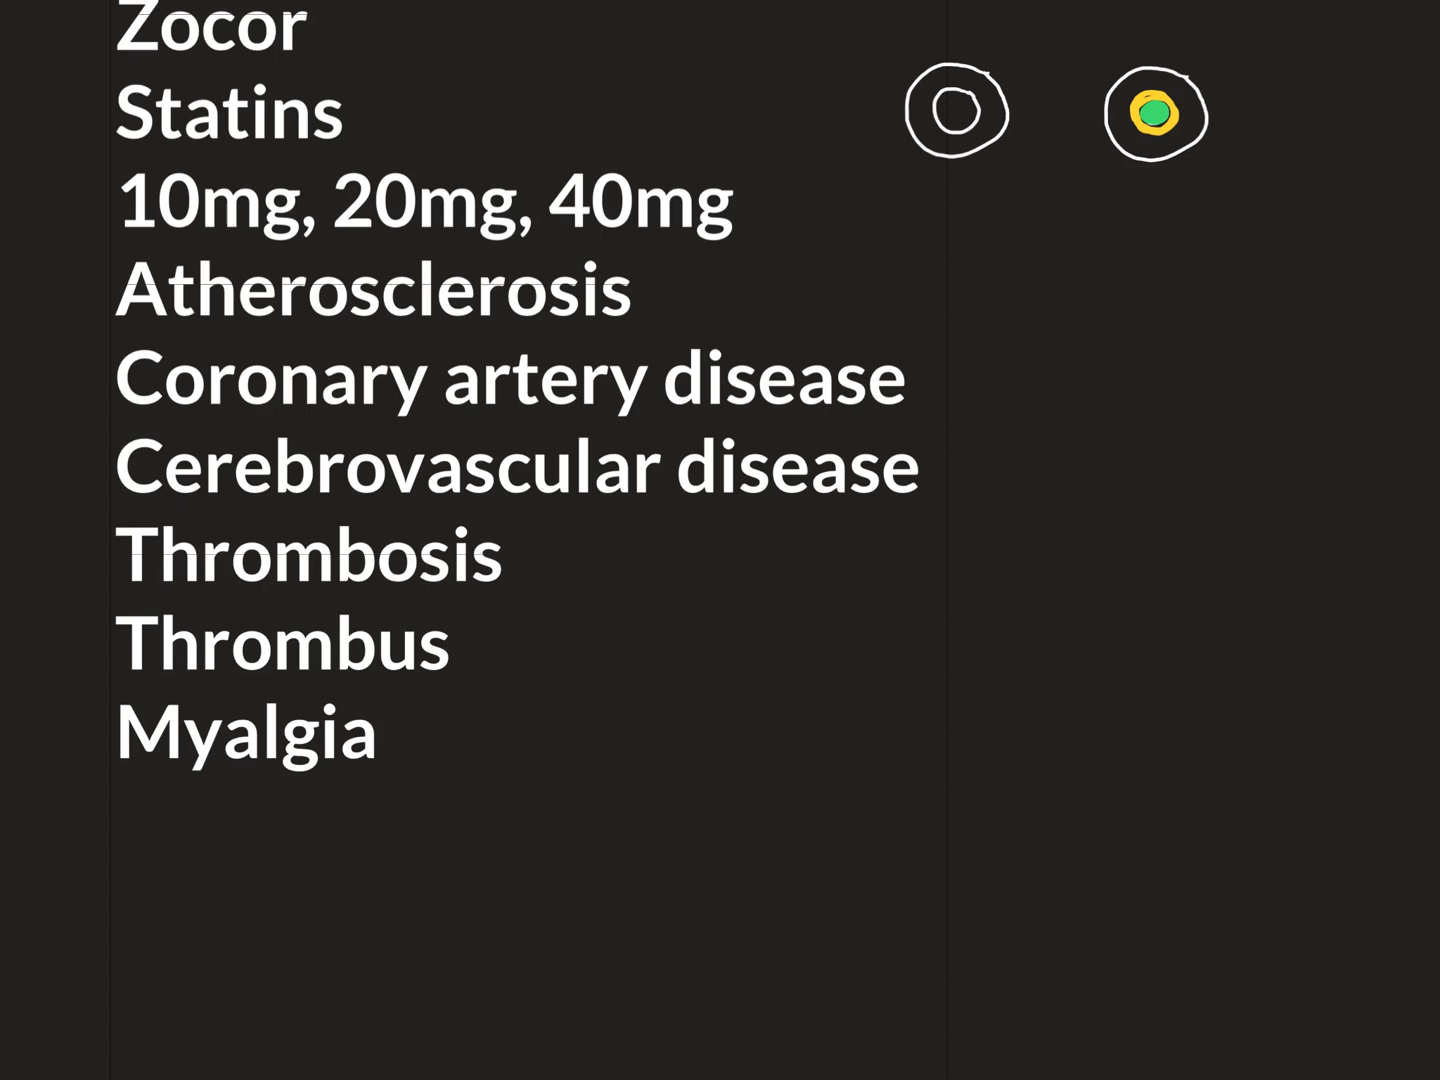 Zocor
Statins
10mg, 20mg, 40mg
Atherosclerosis
Coronary artery disease
Cerebrovascular disease
Thrombosis
Thrombus
Myalgia